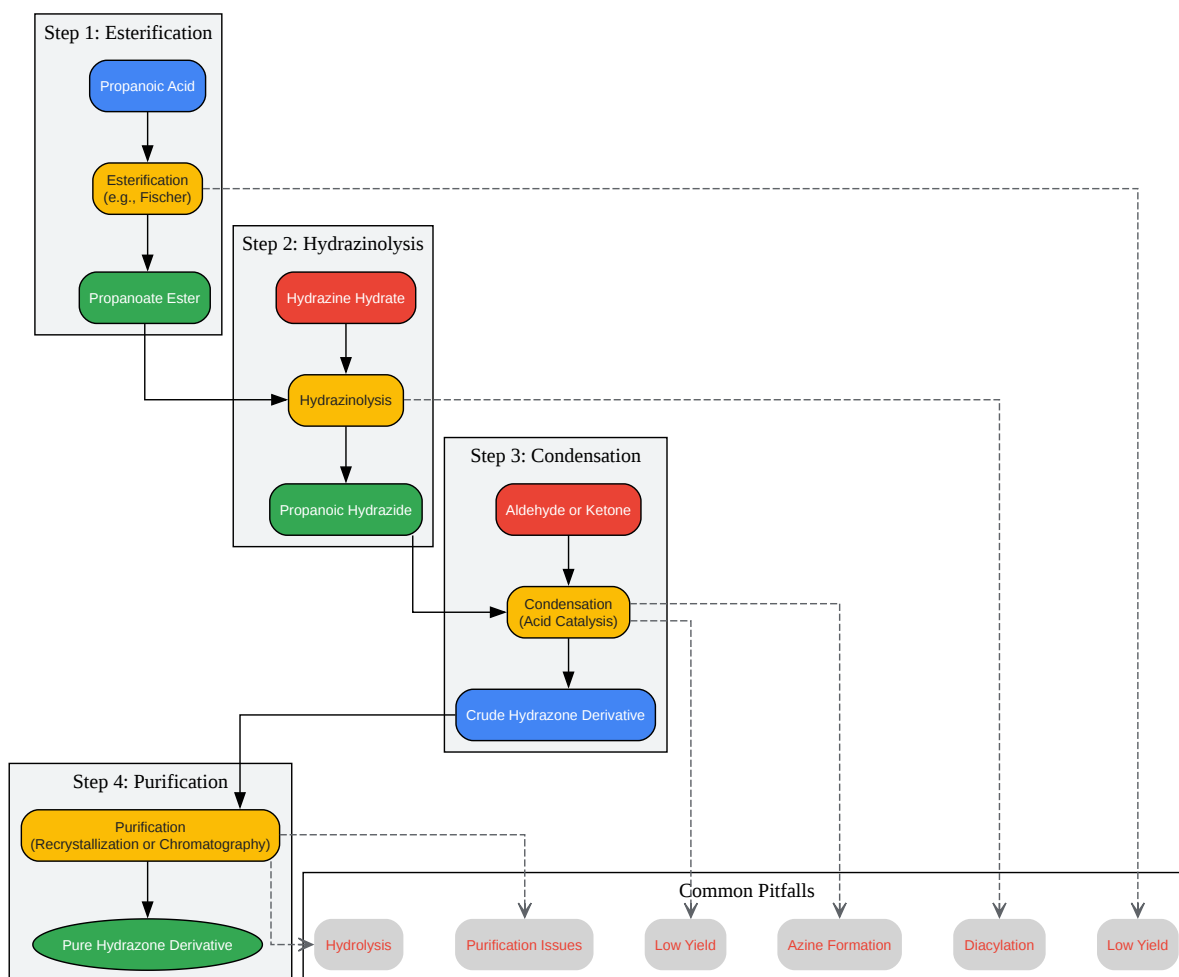 Step 1: Esterification
Propanoic Acid
Esterification
(e.g., Fischer)
Propanoate Ester
Step 2: Hydrazinolysis
Hydrazine Hydrate
Hydrazinolysis
Propanoic Hydrazide
Step 3: Condensation
Aldehyde or Ketone
Condensation
(Acid Catalysis)
Crude Hydrazone Derivative
Step 4: Purification
Purification
(Recrystallization or Chromatography)
Pure Hydrazone Derivative
Common Pitfalls
Hydrolysis
Purification Issues
Low Yield
Azine Formation
Diacylation
Low Yield